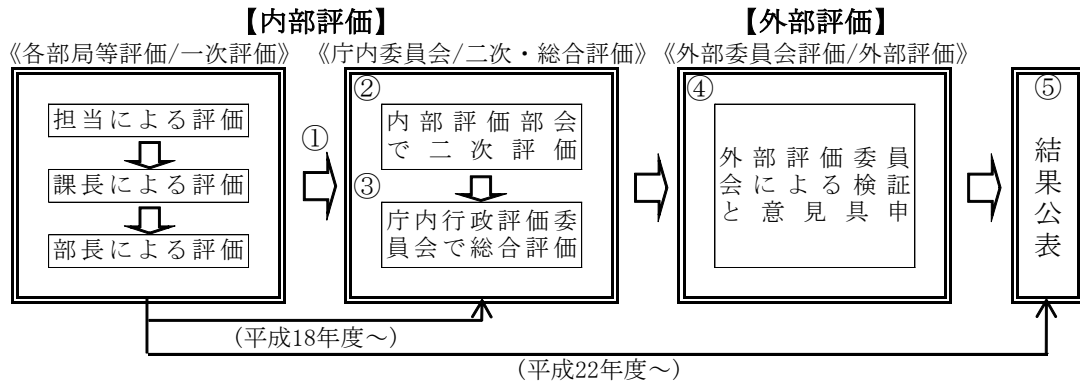 【内部評価】
【外部評価】
《各部局等評価/一次評価》
《庁内委員会/二次・総合評価》
《外部委員会評価/外部評価》
担当による評価
課長による評価
部長による評価
①
②
内部評価部会
で二次評価
③
庁内行政評価委
員会で総合評価
④
外部評価委員
会による検証
と意見具申
⑤
結果公表
(平成18年度～)
(平成22年度～)